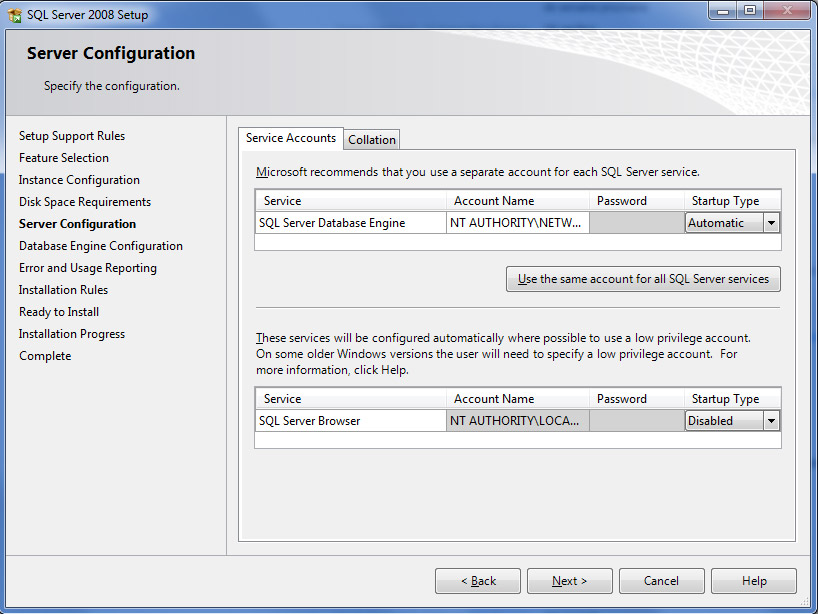 SQL Server 2008 Setup
Server Configuration
Specify the configuration.
Setup Support Rules
Feature Selection
Instance Configuration
Disk Space Requirements
Server Configuration
Database Engine Configuration
Error and Usage Reporting
Installation Rules
Ready to Install
Installation Progress
Complete
Service Accounts Collation
Microsoft recommends that you use a separate account for each SQL Server service.
Service Account Name Password Startup Type
SQL Server Database Engine NT AUTHORITY\NETW... Automatic
Use the same account for all SQL Server services
These services will be configured automatically where possible to use a low privilege account.
On some older Windows versions the user will need to specify a low privilege account. For
more information, click Help.
Service Account Name Password Startup Type
SQL Server Browser NT AUTHORITY\LOCA... Disabled
< Back Next > Cancel Help